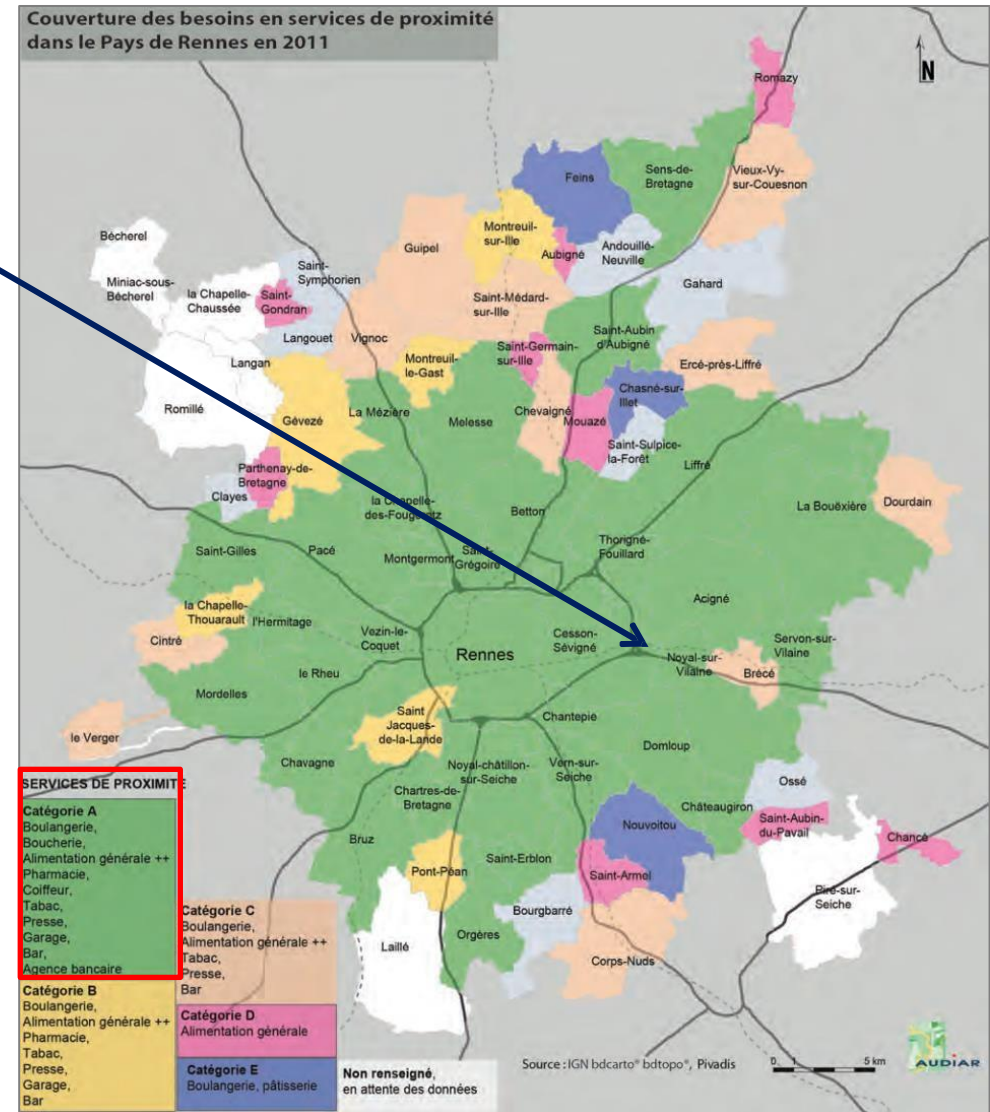 Couverture des besoins en services de proximité
dans le Pays de Rennes en 2011
N
Romazy
Feins
Sens-de-
Bretagne
Vieux-Vy-
sur-Couesnon
Montreuil-
sur-Ille
Bécherel
Guipel
Aubigné
Andouillé-
Neuville
Saint-
Symphorien
Miniac-sous-
Bécherel
la Chapelle-
Chaussée
Saint-
Gondran
Gahard
Saint-Médard-
sur-Ille
Langouet
Vignoc
Saint-Aubin
d'Aubigné
Saint-Germain-
sur-Ille
Langan
Montreuil-
le-Gast
Ercé-près-Liffré
Chasné-sur-
Illet
Romillé
Gévezé
La Mézière
Melesse
Chevaigné
Mouazé
Saint-Sulpice-
la-Forêt
Liffré
Parthenay-de-
Bretagne
Clayes
la Chapelle-
des-Fougeretz
Betton
La Bouëxière
Dourdain
Saint-Gilles
Pacé
Montgermont
Saint-
Grégoire
Thorigné-
Fouillard
Acigné
la Chapelle-
Thouarault
l'Hermitage
Cintré
Vezin-le-
Coquet
Rennes
Cesson-
Sévigné
Noyal-sur-
Vilaine
Servon-sur-
Vilaine
Brécé
le Rheu
Mordelles
Saint
Jacques-
de-la-Lande
Chantepie
le Verger
Domloup
Chavagne
Noyal-châtillon-
sur-Seiche
Vern-sur-
Seiche
Ossé
Chartres-de-
Bretagne
Châteaugiron
Saint-Aubin-
du-Pavail
Nouvoitou
Chancé
Bruz
Saint-Erblon
Pont-Péan
Saint-Armel
Piré-sur-
Seiche
Bourgbarré
Orgères
Laillé
Corps-Nuds
SERVICES DE PROXIMITE
Catégorie A
Boulangerie,
Boucherie,
Alimentation générale ++
Pharmacie,
Coiffeur,
Tabac,
Presse,
Garage,
Bar,
Agence bancaire
Catégorie B
Boulangerie,
Alimentation générale ++
Pharmacie,
Tabac,
Presse,
Garage,
Bar
Catégorie C
Boulangerie,
Alimentation générale ++
Tabac,
Presse,
Bar
Catégorie D
Alimentation générale
Catégorie E
Boulangerie, pâtisserie
Non renseigné,
en attente des données
Source : IGN bdcarto® bdtopo®, Pivadis
0 1 5 km
AUDIAR